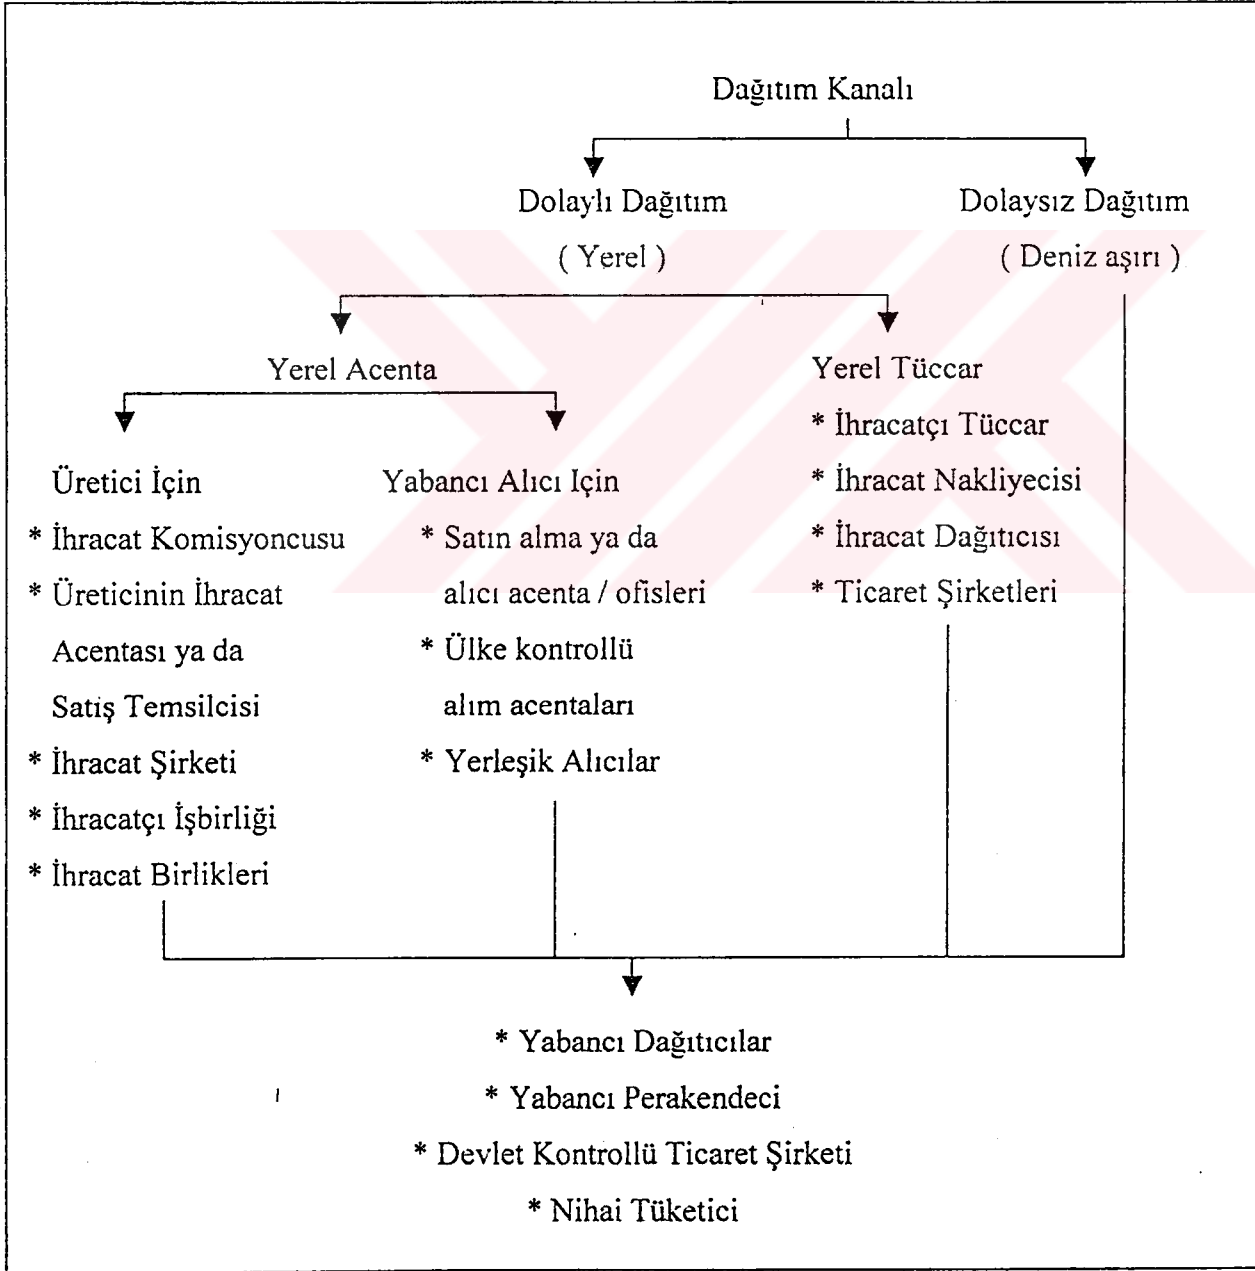 Dağıtım Kanalı
Dolaylı Dağıtım
( Yerel )
Dolaysız Dağıtım
( Deniz aşırı )
Yerel Acenta
Üretici İçin
* İhracat Komisyoncusu
* Üreticinin İhracat
Acentası ya da
Satiş Temsilcisi
* İhracat Şirketi
* İhracatçı İşbirliği
* İhracat Birlikleri
Yabancı Alıcı Için
* Satın alma ya da
alıcı acenta / ofisleri
* Ülke kontrollü
alım acentaları
* Yerleşik Alıcılar
Yerel Tüccar
* İhracatçı Tüccar
* İhracat Nakliyecisi
* İhracat Dağıtıcısı
* Ticaret Şirketleri
* Yabancı Dağıtıcılar
* Yabancı Perakendeci
* Devlet Kontrollü Ticaret Şirketi
* Nihai Tüketici